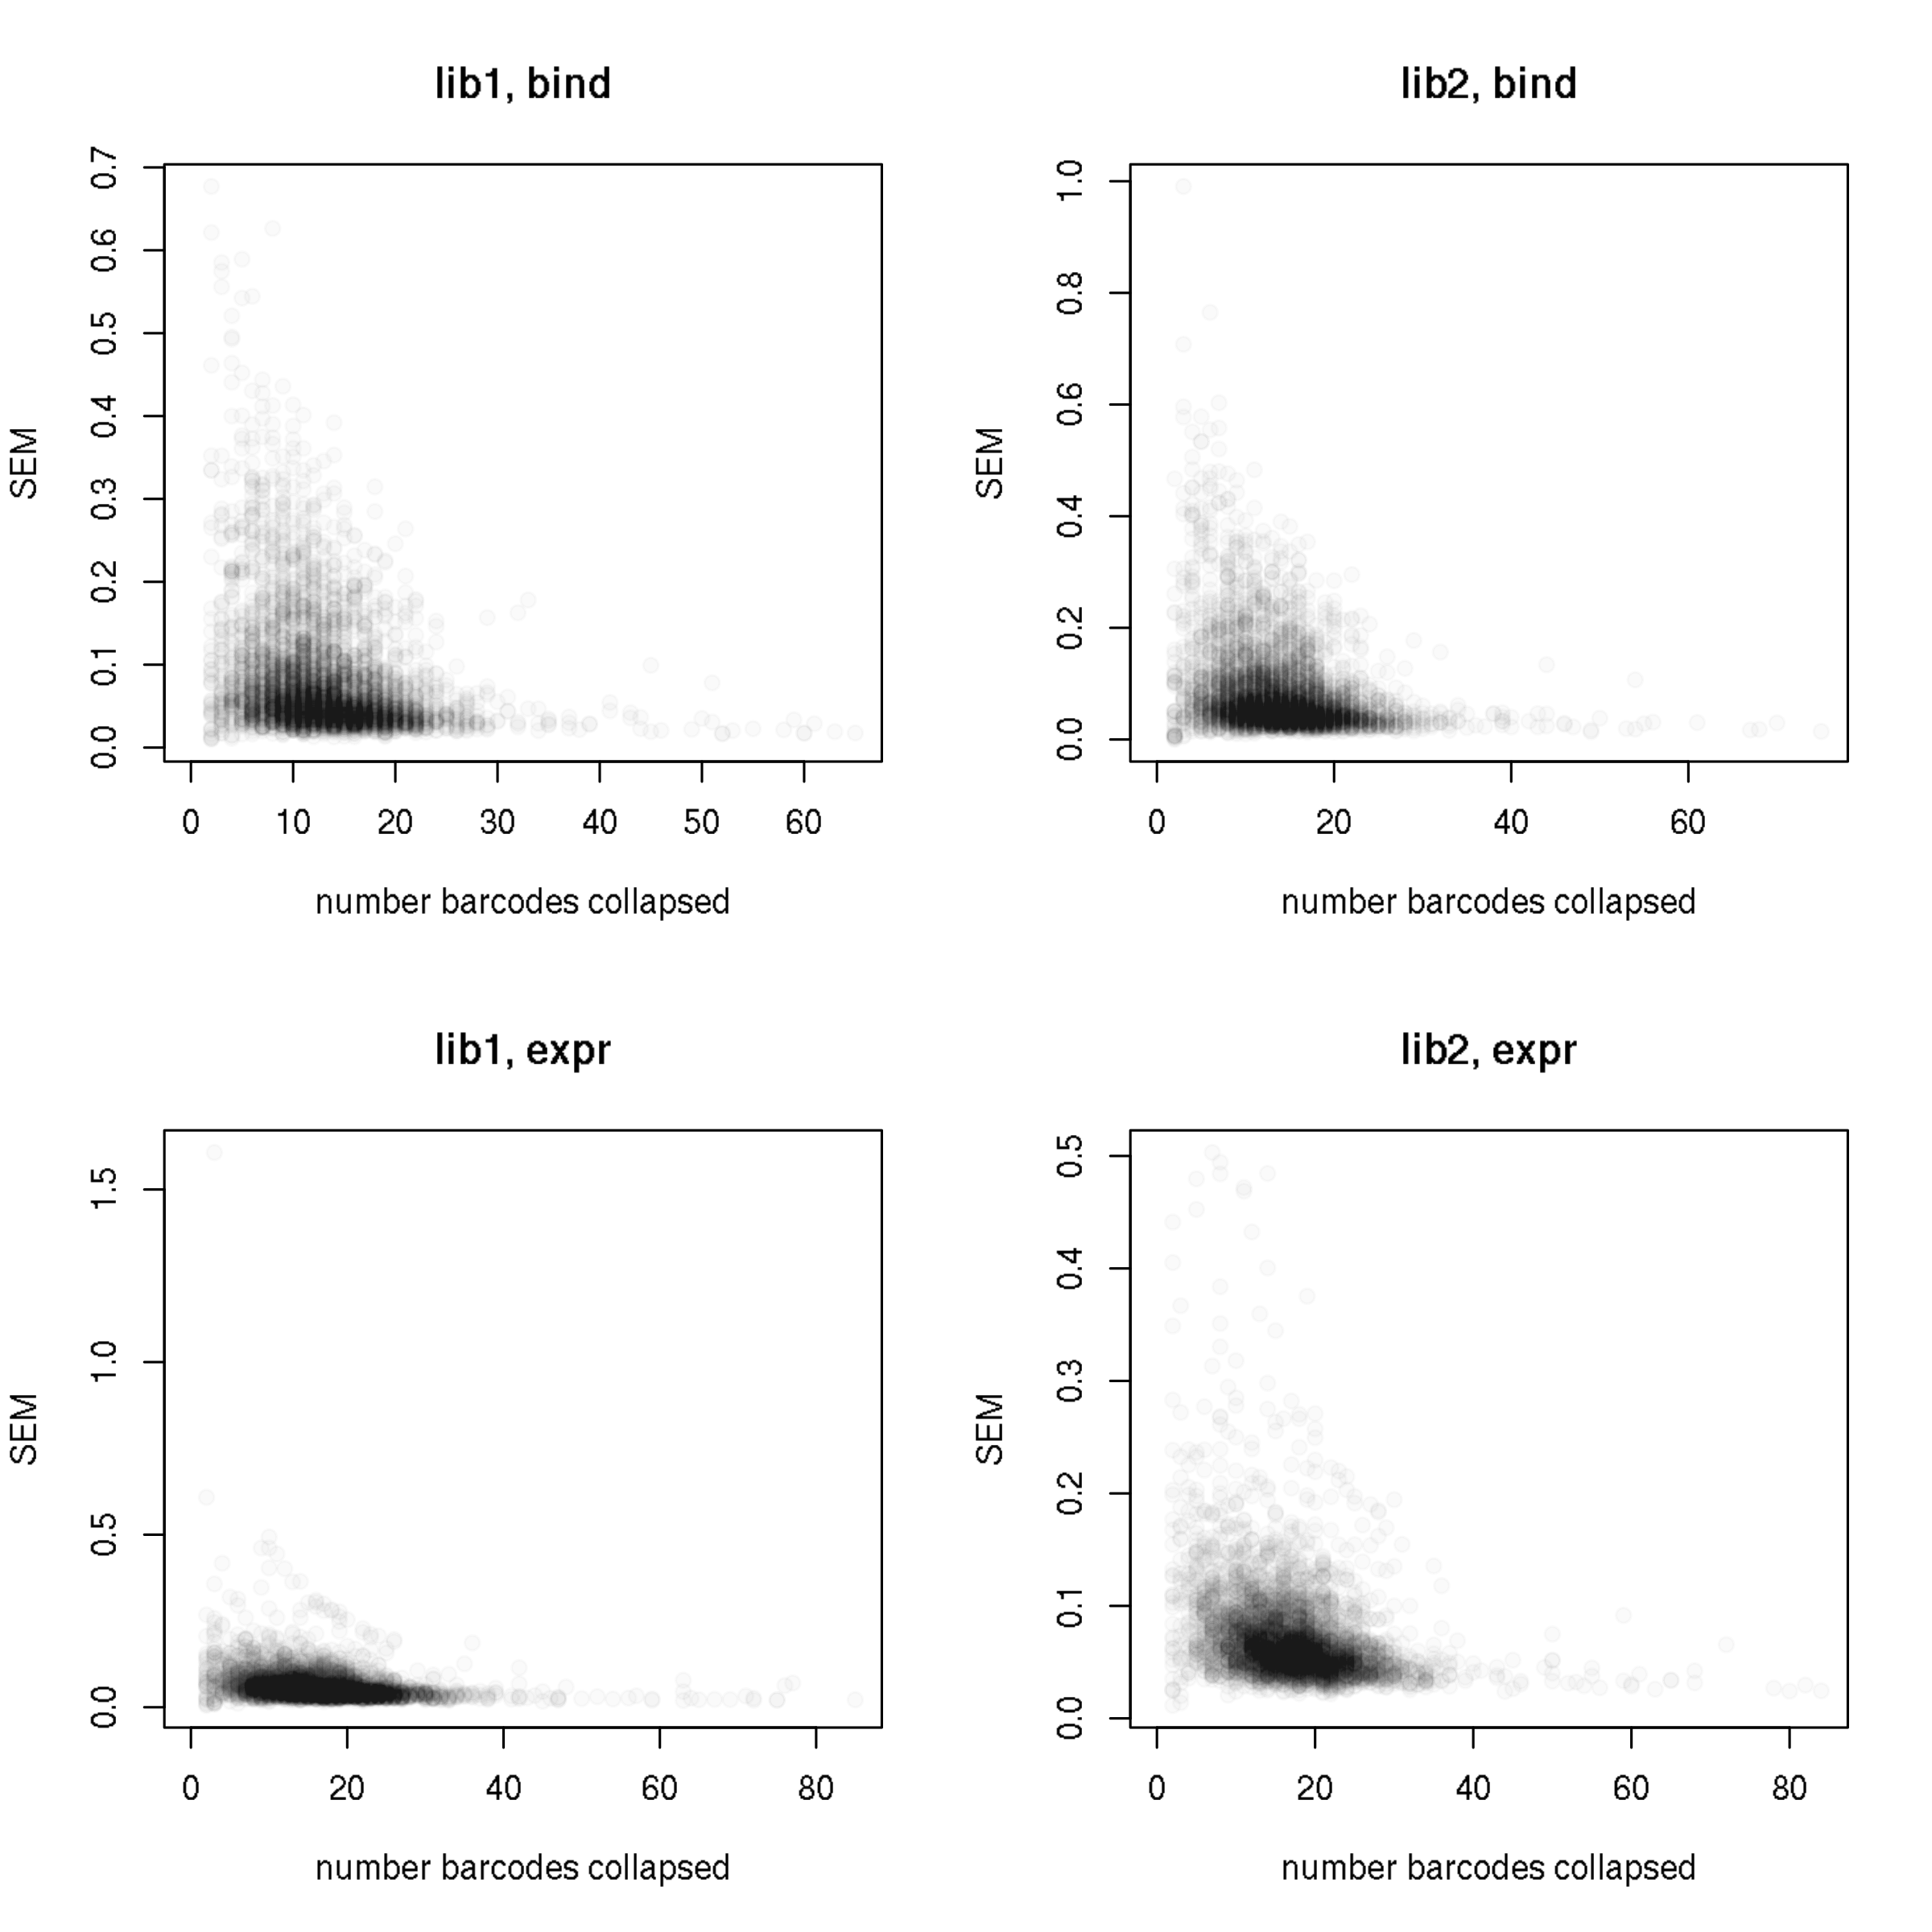 lib1, bind
SEM
0.7
0.6
0.5
0.4
0.3
0.2
0.1
0.0
0 10 20 30 40 50 60
number barcodes collapsed
lib2, bind
SEM
1.0
0.8
0.6
0.4
0.2
0.0
0 20 40 60
number barcodes collapsed
lib1, expr
SEM
1.5
1.0
0.5
0.0
0 20 40 60 80
number barcodes collapsed
lib2, expr
SEM
0.5
0.4
0.3
0.2
0.1
0.0
0 20 40 60 80
number barcodes collapsed